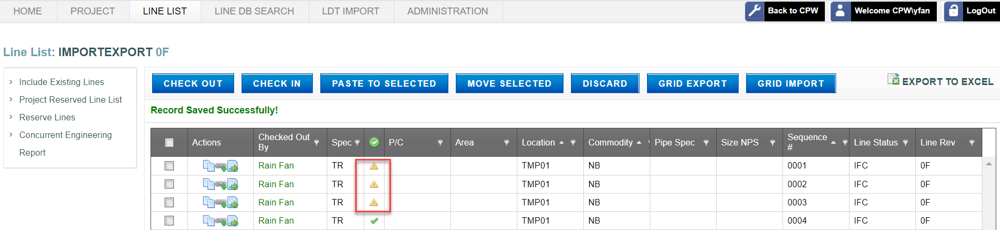 HOME PROJECT LINE LIST LINE DB SEARCH LDT IMPORT ADMINISTRATION Back to CPW Welcome CPW\yfan LogOut
Line List: IMPORTEXPORT 0F
Include Existing Lines
Project Reserved Line List
Reserve Lines
Concurrent Engineering
Report
CHECK OUT CHECK IN PASTE TO SELECTED MOVE SELECTED DISCARD GRID EXPORT GRID IMPORT EXPORT TO EXCEL
Record Saved Successfully!
Actions Checked Out By Spec P/C Area Location Commodity Pipe Spec Size NPS Sequence # Line Status Line Rev
Rain Fan TR TMP01 NB 0001 IFC 0F
Rain Fan TR TMP01 NB 0002 IFC 0F
Rain Fan TR TMP01 NB 0003 IFC 0F
Rain Fan TR TMP01 NB 0004 IFC 0F